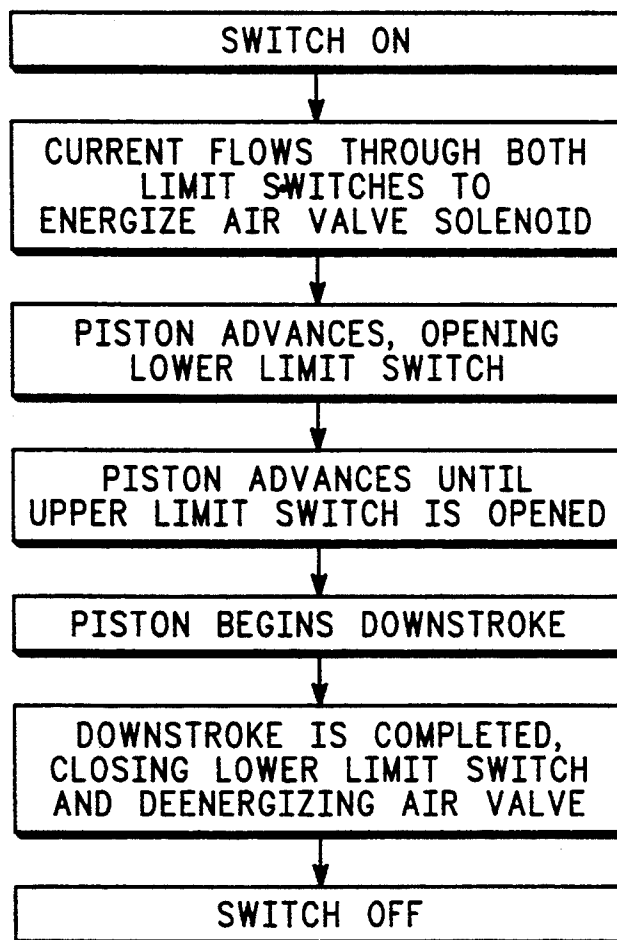 SWITCH ON
CURRENT FLOWS THROUGH BOTH
LIMIT SWITCHES TO
ENERGIZE AIR VALVE SOLENOID
PISTON ADVANCES, OPENING
LOWER LIMIT SWITCH
PISTON ADVANCES UNTIL
UPPER LIMIT SWITCH IS OPENED
PISTON BEGINS DOWNSTROKE
DOWNSTROKE IS COMPLETED,
CLOSING LOWER LIMIT SWITCH
AND DEENERGIZING AIR VALVE
SWITCH OFF